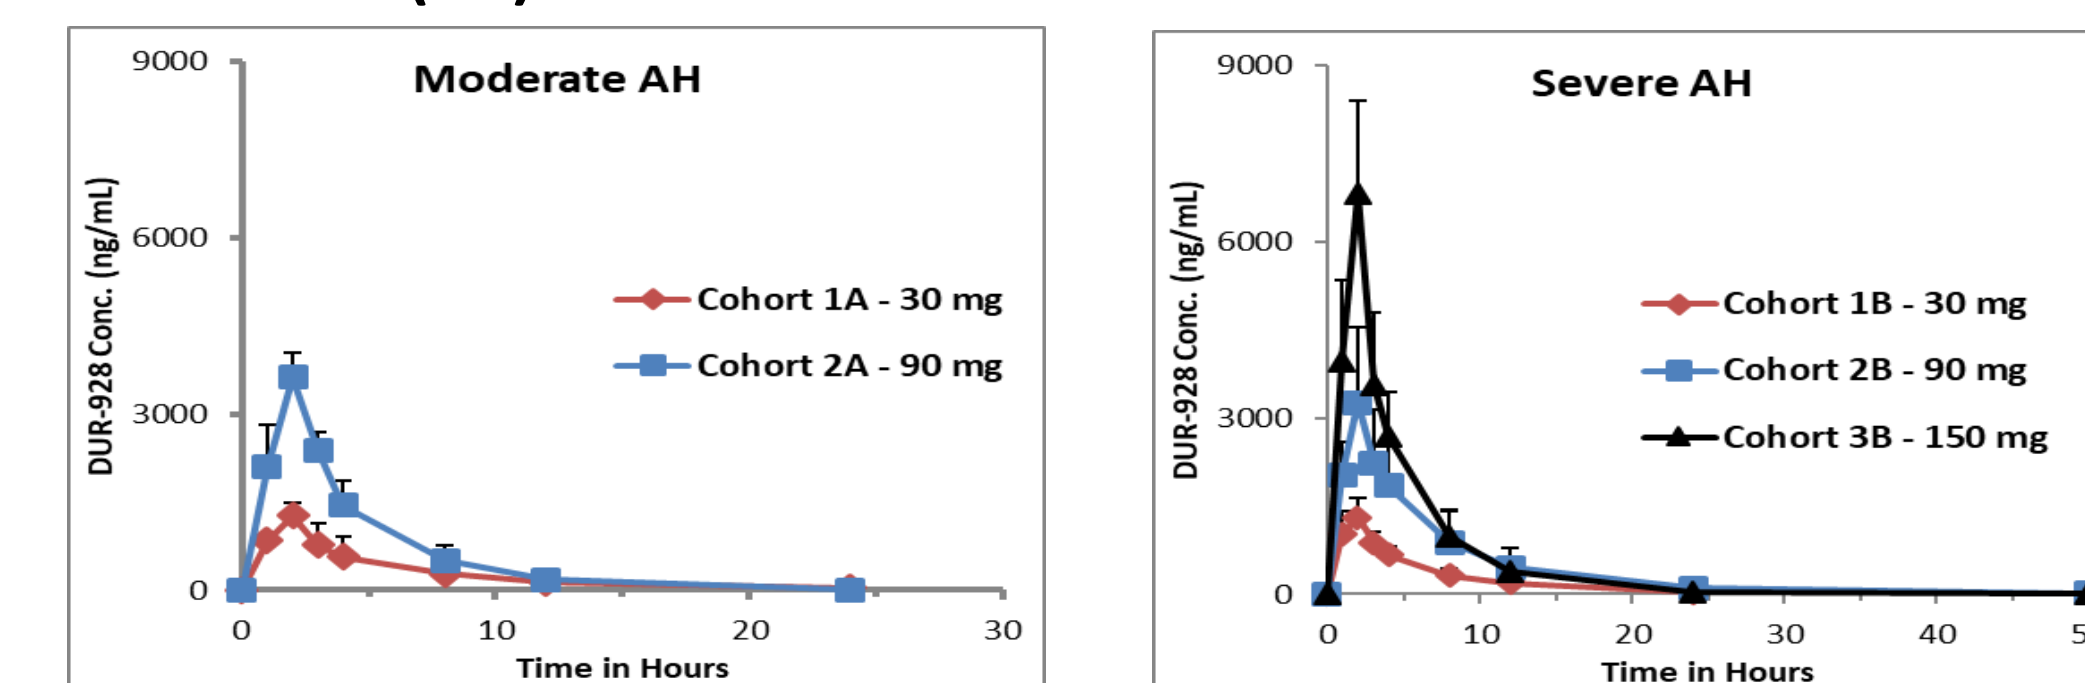 Moderate AH
9000
6000
3000
0
DUR-928 Conc. (ng/mL)
Cohort 1A - 30 mg
Cohort 2A - 90 mg
0 10 20 30
Time in Hours
Severe AH
9000
6000
3000
0
DUR-928 Conc. (ng/mL)
Cohort 1B - 30 mg
Cohort 2B - 90 mg
Cohort 3B - 150 mg
0 10 20 30 40
Time in Hours